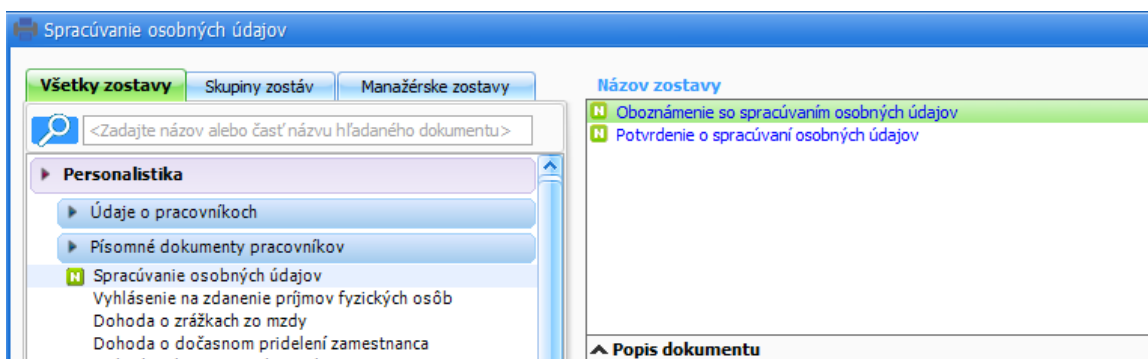 Spracúvanie osobných údajov
Všetky zostavy
Skupiny zostáv
Manažérske zostavy
<Zadajte názov alebo časť názvu hľadaného dokumentu>
Personalistika
Údaje o pracovníkoch
Písomné dokumenty pracovníkov
N Spracúvanie osobných údajov
Vyhlásenie na zdanenie príjmov fyzických osôb
Dohoda o zrážkach zo mzdy
Dohoda o dočasnom pridelení zamestnanca
Názov zostavy
N Oboznámenie so spracúvaním osobných údajov
N Potvrdenie o spracúvaní osobných údajov
Popis dokumentu